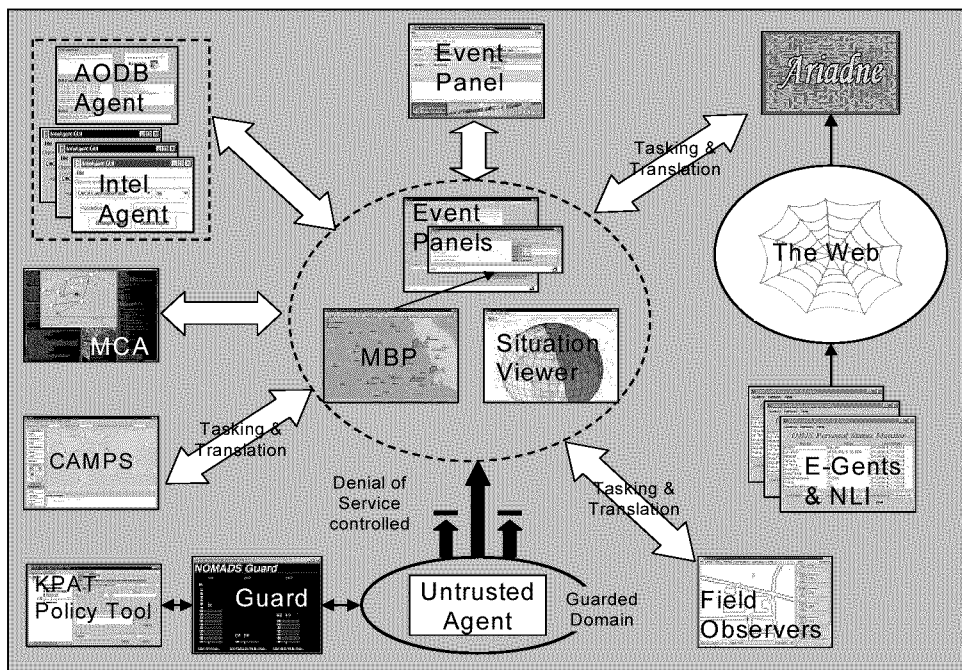 AODB
Agent
Intel
Agent
Event
Panel
Ariadne
Tasking &
Translation
Event
Panels
The Web
MCA
MBP
Situation
Viewer
CAMPS
Tasking &
Translation
E-Gents
& NLI
Denial of
Service
controlled
Tasking &
Translation
KPAT
Policy Tool
NOMADS Guard
Guard
Untrusted
Agent
Guarded
Domain
Field
Observers